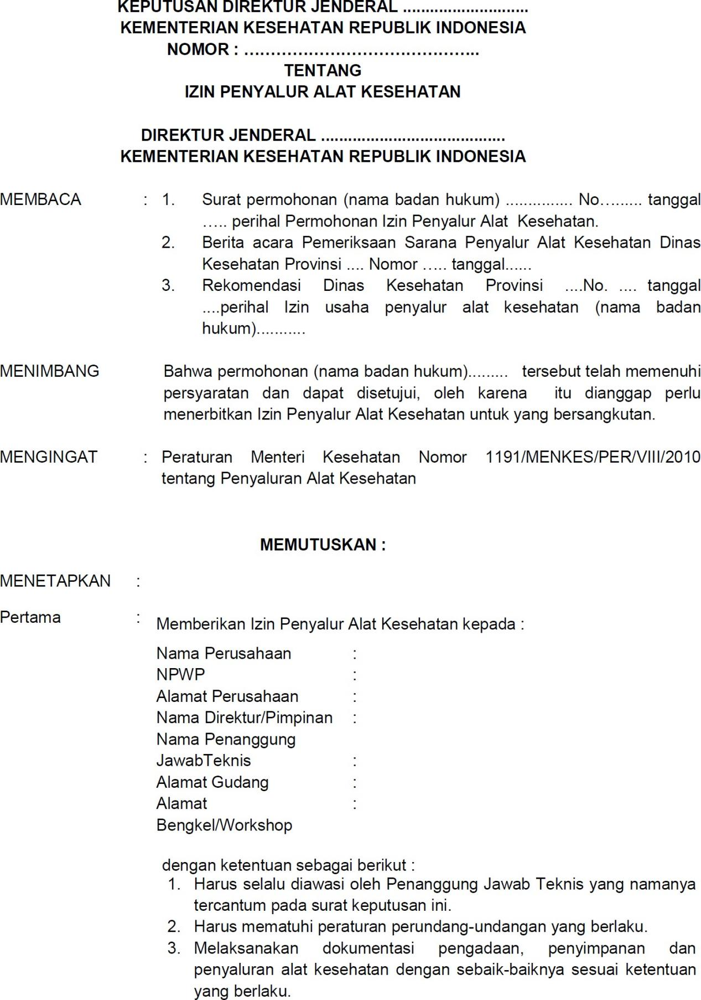 KEPUTUSAN DIREKTUR JENDERAL ............................
KEMENTERIAN KESEHATAN REPUBLIK INDONESIA
NOMOR : ……………………………………..
TENTANG
IZIN PENYALUR ALAT KESEHATAN
DIREKTUR JENDERAL .........................................
KEMENTERIAN KESEHATAN REPUBLIK INDONESIA
MEMBACA : 1. Surat permohonan (nama badan hukum) ............... No…...... tanggal
….. perihal Permohonan Izin Penyalur Alat Kesehatan.
2. Berita acara Pemeriksaan Sarana Penyalur Alat Kesehatan Dinas
Kesehatan Provinsi .... Nomor ….. tanggal......
3. Rekomendasi Dinas Kesehatan Provinsi ....No. .... tanggal
....perihal Izin usaha penyalur alat kesehatan (nama badan
hukum)...........
MENIMBANG Bahwa permohonan (nama badan hukum)......... tersebut telah memenuhi
persyaratan dan dapat disetujui, oleh karena itu dianggap perlu
menerbitkan Izin Penyalur Alat Kesehatan untuk yang bersangkutan.
MENGINGAT : Peraturan Menteri Kesehatan Nomor 1191/MENKES/PER/VIII/2010
tentang Penyaluran Alat Kesehatan
MEMUTUSKAN :
MENETAPKAN :
Pertama : Memberikan Izin Penyalur Alat Kesehatan kepada :
Nama Perusahaan :
NPWP :
Alamat Perusahaan :
Nama Direktur/Pimpinan :
Nama Penanggung
JawabTeknis :
Alamat Gudang :
Alamat :
Bengkel/Workshop
dengan ketentuan sebagai berikut :
1. Harus selalu diawasi oleh Penanggung Jawab Teknis yang namanya
tercantum pada surat keputusan ini.
2. Harus mematuhi peraturan perundang-undangan yang berlaku.
3. Melaksanakan dokumentasi pengadaan, penyimpanan dan
penyaluran alat kesehatan dengan sebaik-baiknya sesuai ketentuan
yang berlaku.